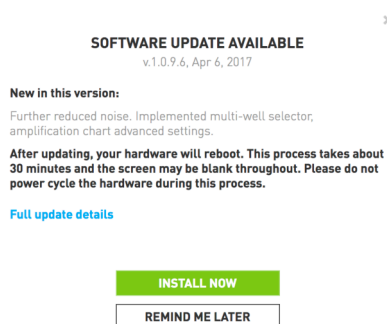 SOFTWARE UPDATE AVAILABLE
v.1.0.9.6, Apr 6, 2017
New in this version:
Further reduced noise. Implemented multi-well selector,
amplification chart advanced settings.
After updating, your hardware will reboot. This process takes about
30 minutes and the screen may be blank throughout. Please do not
power cycle the hardware during this process.
Full update details
INSTALL NOW
REMIND ME LATER